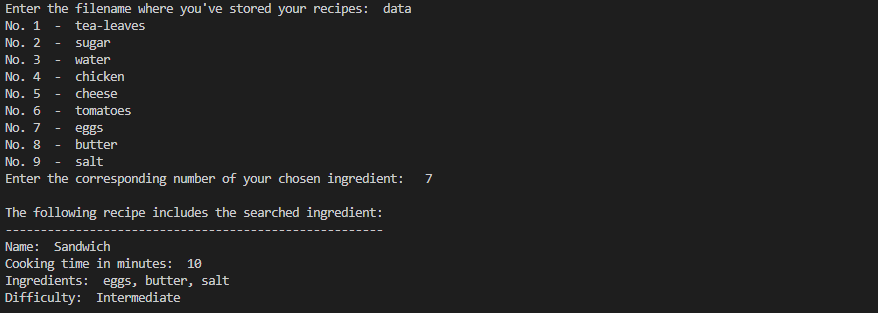 Enter the filename where you've stored your recipes:  data
No. 1  -  tea-leaves
No. 2  -  sugar
No. 3  -  water
No. 4  -  chicken
No. 5  -  cheese
No. 6  -  tomatoes
No. 7  -  eggs
No. 8  -  butter
No. 9  -  salt
Enter the corresponding number of your chosen ingredient:   7
The following recipe includes the searched ingredient:
------------------------------------------------------
Name:  Sandwich
Cooking time in minutes:  10
Ingredients:  eggs, butter, salt
Difficulty:  Intermediate